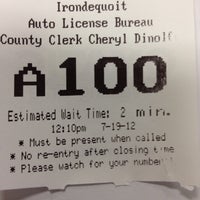 Irondequoit
Auto License Bureau
County Clerk Cheryl Dinolf
A100
Estimated Wait Time: 2 min.
12:10pm 7-19-12
* Must be present when called
* No re-entry after closing time
* Please watch for your number